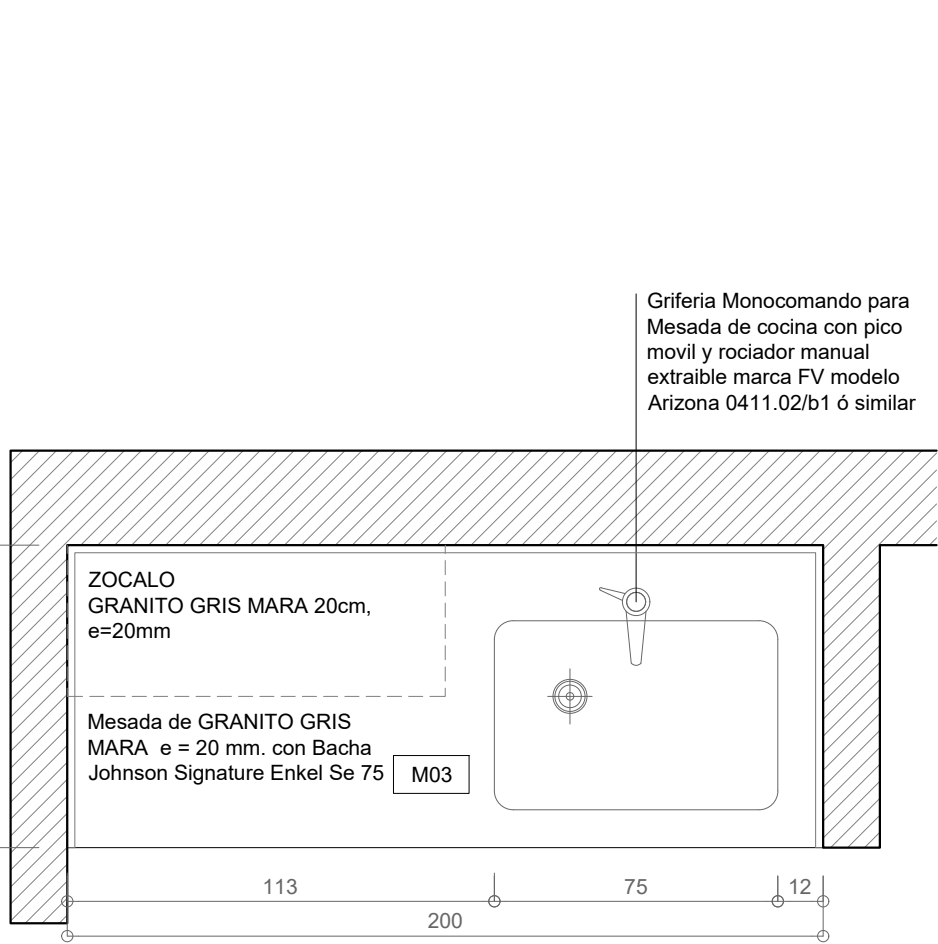 Griferia Monocomando para
Mesada de cocina con pico
movil y rociador manual
extraible marca FV modelo
Arizona 0411.02/b1 ó similar
ZOCALO
GRANITO GRIS MARA 20cm,
e=20mm
Mesada de GRANITO GRIS
MARA e = 20 mm. con Bacha
Johnson Signature Enkel Se 75
M03
113
75
12
200